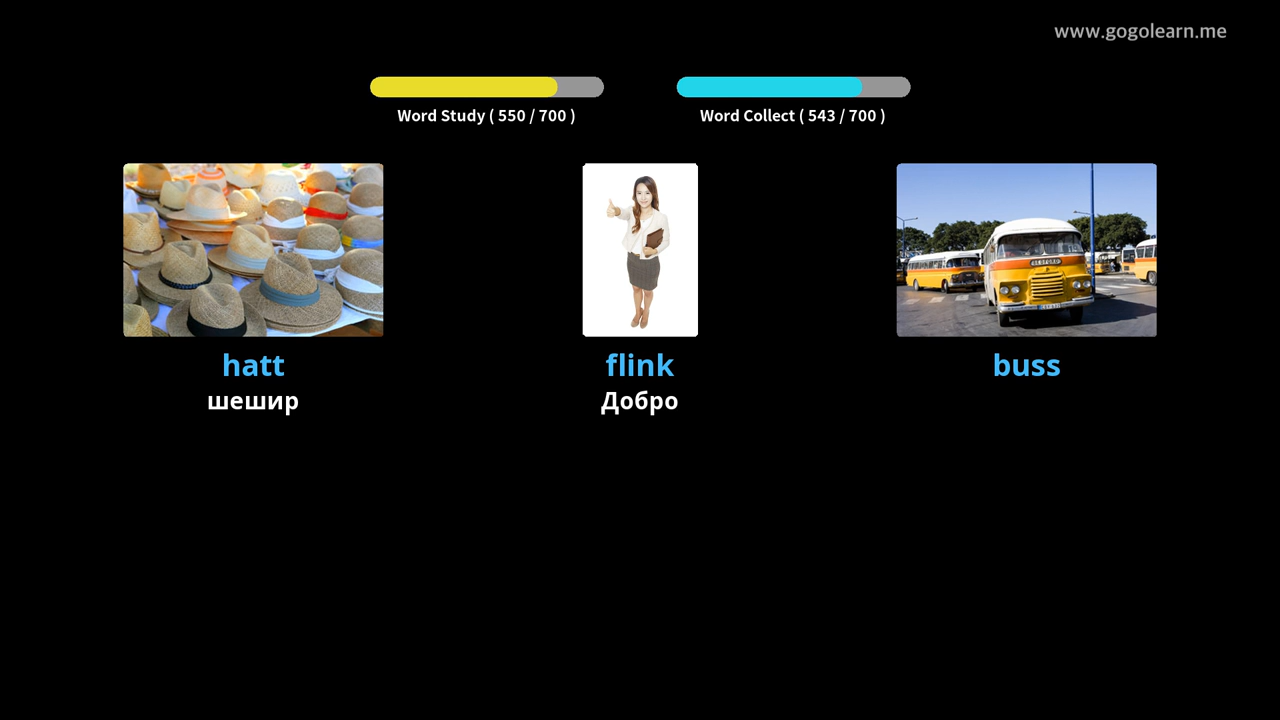 www.gogolearn.me
Word Study ( 550 / 700 )
Word Collect ( 543 / 700 )
hatt
шешир
flink
Добро
buss